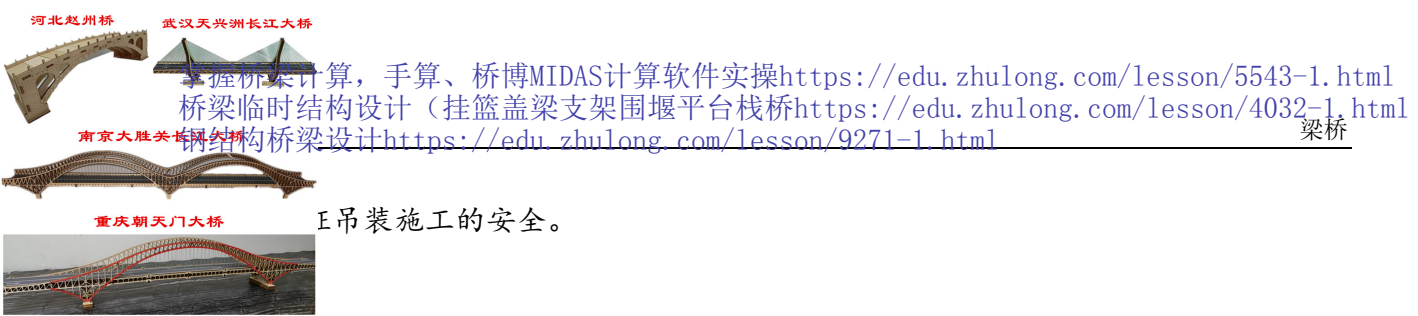 河北赵州桥
武汉天兴洲长江大桥
掌握桥梁计算，手算、桥博MIDAS计算软件实操https://edu.zhulong.com/lesson/5543-1.html
桥梁临时结构设计（挂篮盖梁支架围堰平台栈桥https://edu.zhulong.com/lesson/4032-1.html
南京大胜关长江大桥
钢结构桥梁设计https://edu.zhulong.com/lesson/9271-1.html
梁桥
吊装施工的安全。
重庆朝天门大桥